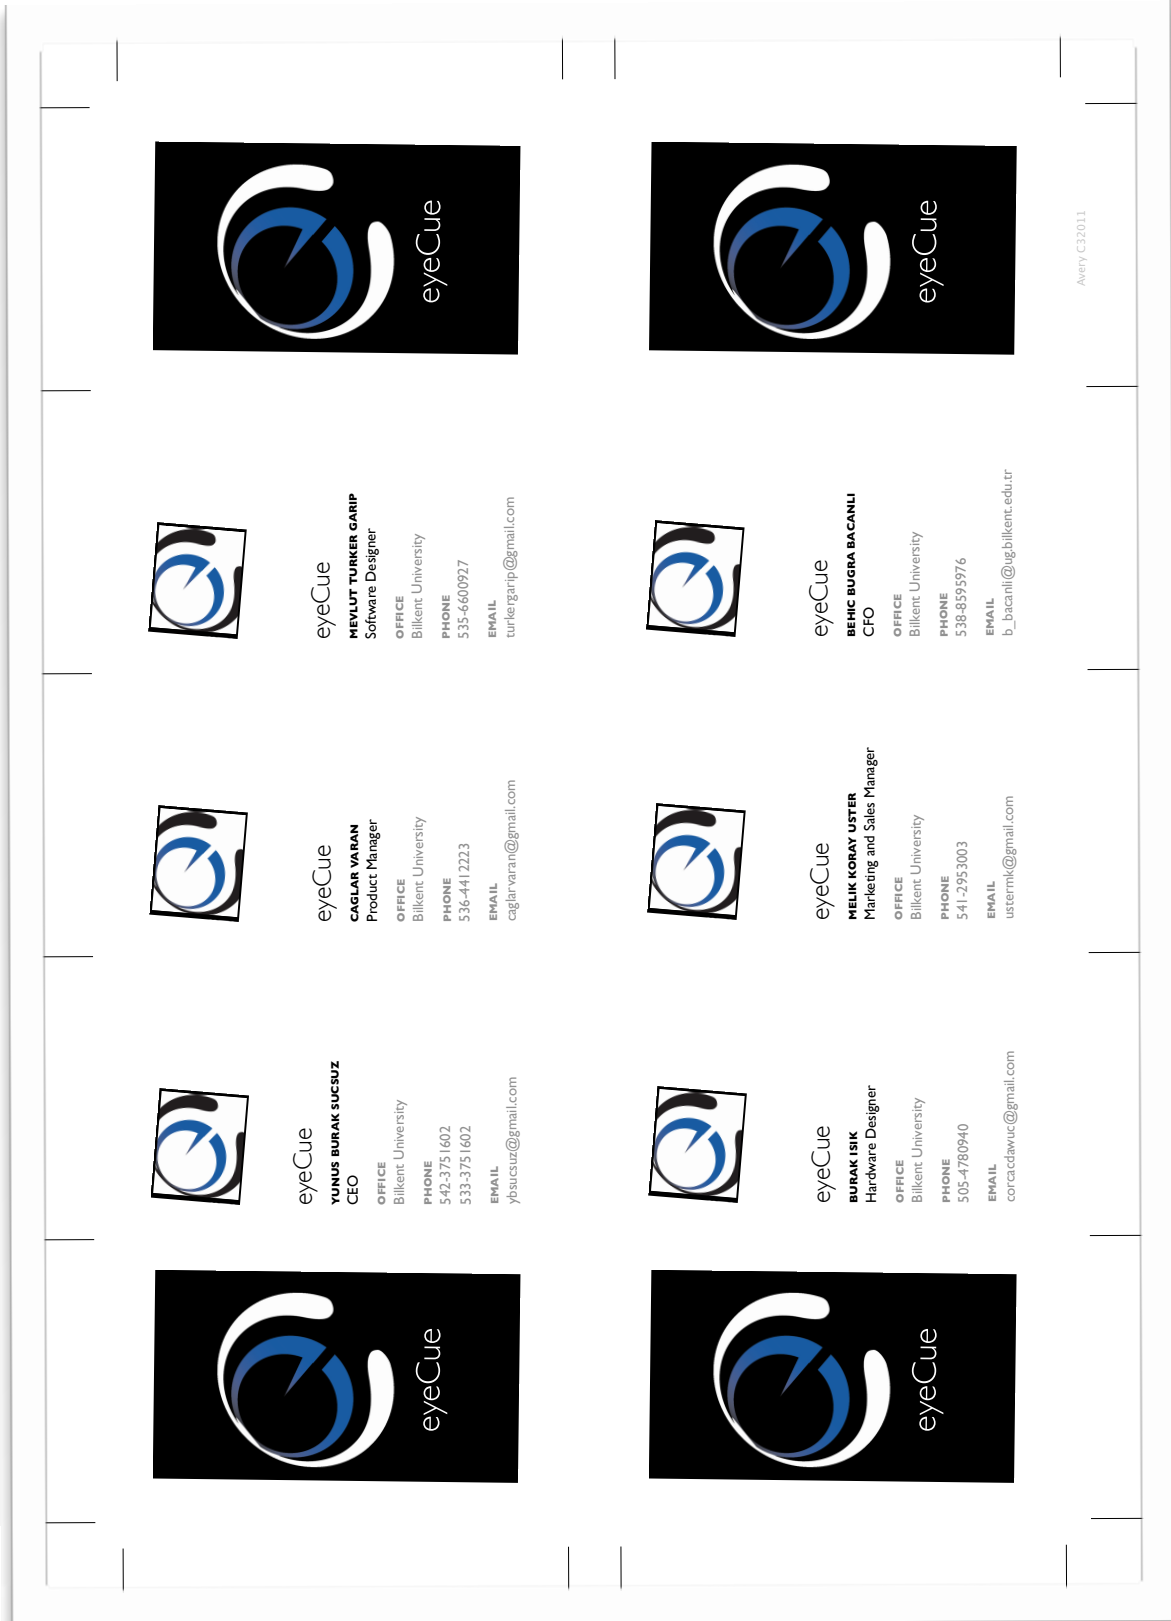 eyeCue
eyeCue
Avery C32011
eyeCue
MEVLUT TURKER GARIP
Software Designer
OFFICE
Bilkent University
PHONE
535-6600927
EMAIL
turkergarip@gmail.com
eyeCue
BEHIC BUGRA BACANLI
CFO
OFFICE
Bilkent University
PHONE
538-8595976
EMAIL
b_bacanli@ug.bilkent.edu.tr
eyeCue
CAGLAR VARAN
Product Manager
OFFICE
Bilkent University
PHONE
536-4412223
EMAIL
caglarvaran@gmail.com
eyeCue
MELIK KORAY USTER
Marketing and Sales Manager
OFFICE
Bilkent University
PHONE
541-2953003
EMAIL
ustermk@gmail.com
eyeCue
YUNUS BURAK SUCSUZ
CEO
OFFICE
Bilkent University
PHONE
542-3751602
533-3751602
EMAIL
ybsucsuz@gmail.com
eyeCue
BURAK ISIK
Hardware Designer
OFFICE
Bilkent University
PHONE
505-4780940
EMAIL
corcacdawuc@gmail.com
eyeCue
eyeCue